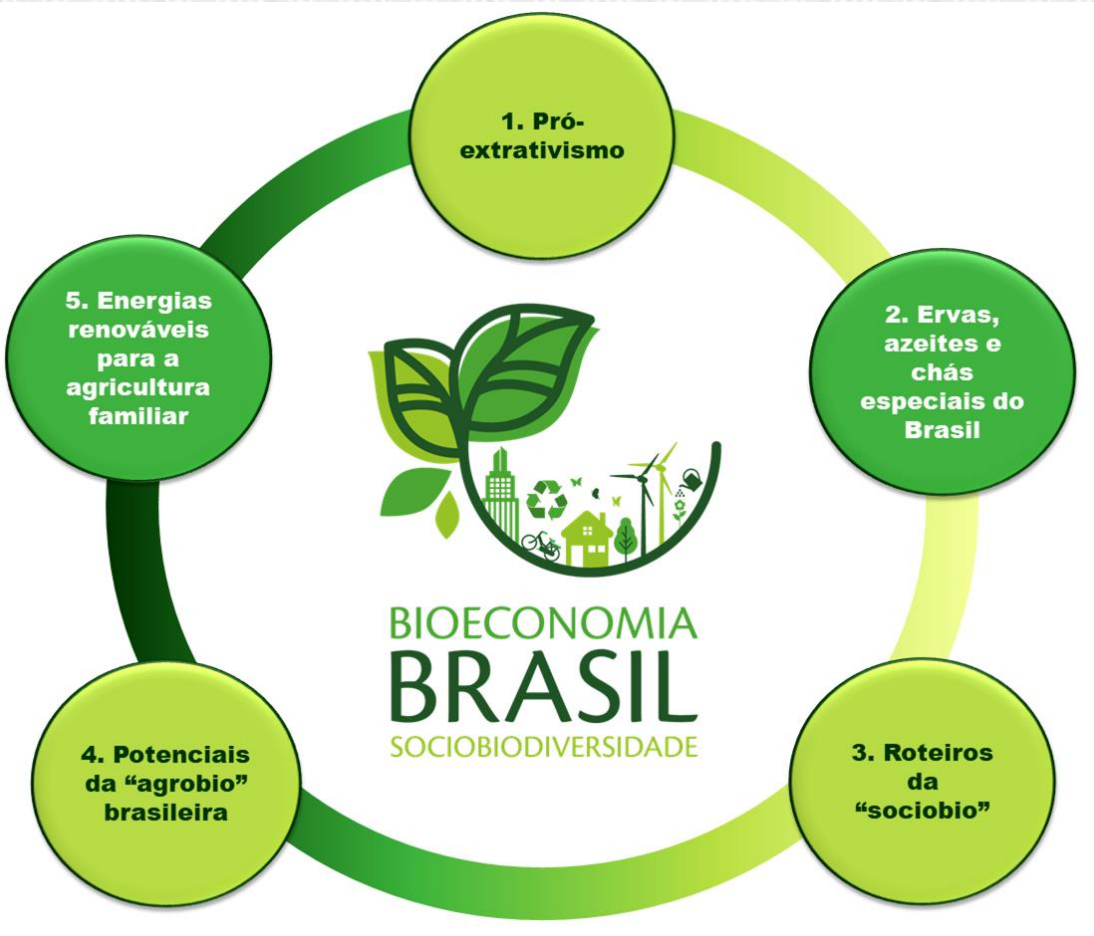 1. Pró-
extrativismo
2. Ervas,
azeites e
chás
especiais do
Brasil
3. Roteiros
da
“sociobio”
4. Potenciais
da “agrobio”
brasileira
5. Energias
renováveis
para a
agricultura
familiar
BIOECONOMIA
BRASIL
SOCIOBIODIVERSIDADE